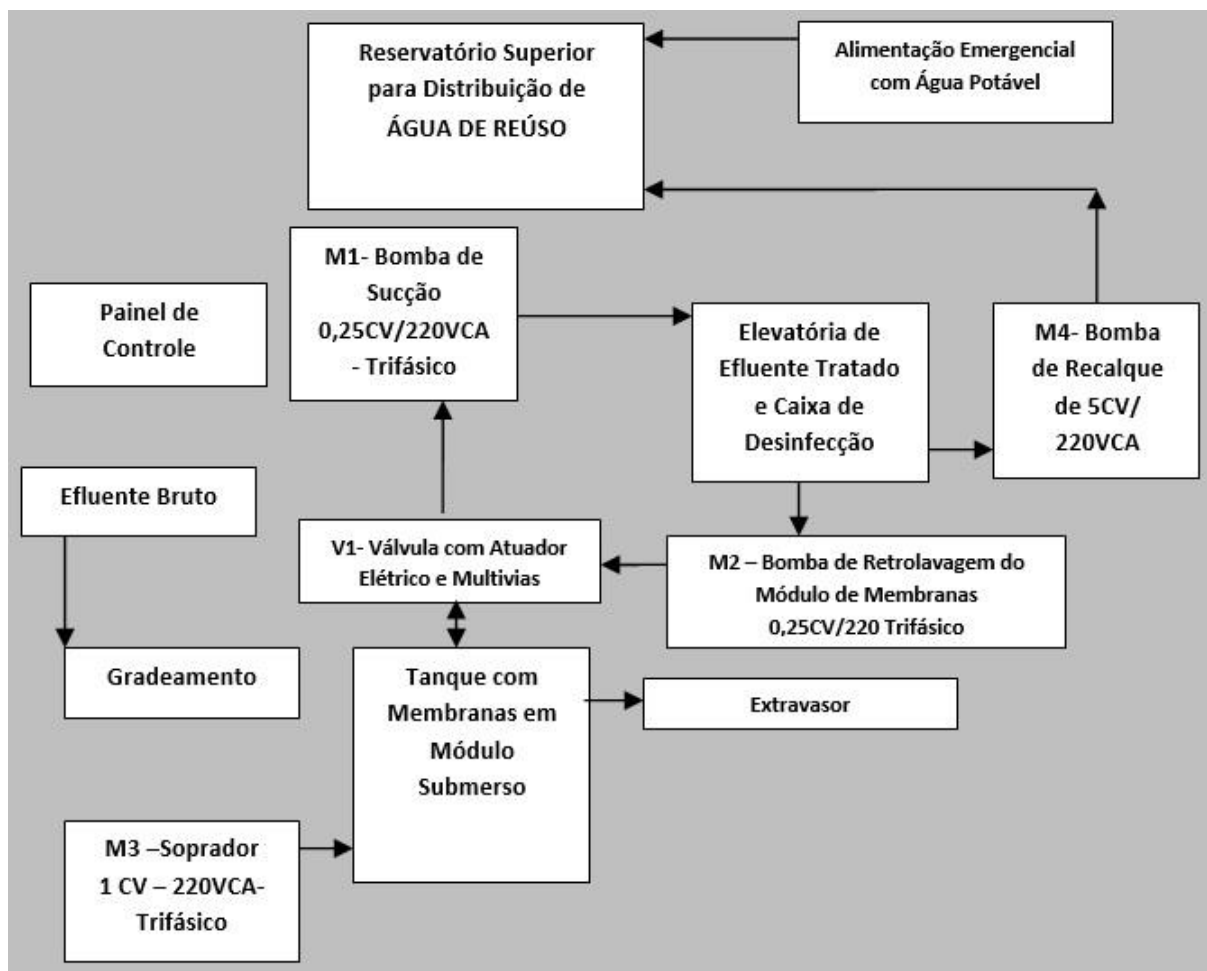 Reservatório Superior
para Distribuição de
ÁGUA DE REÚSO
Alimentação Emergencial
com Água Potável
M1- Bomba de
Sucção
0,25CV/220VCA
- Trifásico
Painel de
Controle
Elevatória de
Efluente Tratado
e Caixa de
Desinfecção
M4- Bomba
de Recalque
de 5CV/
220VCA
Efluente Bruto
V1- Válvula com Atuador
Elétrico e Multivias
M2 – Bomba de Retrolavagem do
Módulo de Membranas
0,25CV/220 Trifásico
Gradeamento
Tanque com
Membranas em
Módulo
Submerso
Extravasor
M3 –Soprador
1 CV – 220VCA-
Trifásico